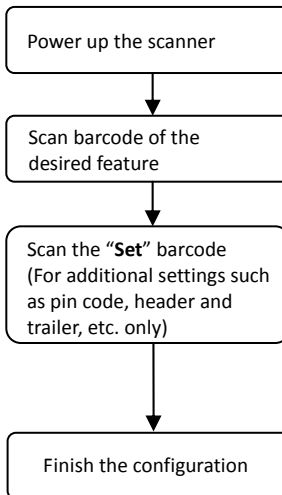 Power up the scanner
Scan barcode of the
desired feature
Scan the “Set” barcode
(For additional settings such
as pin code, header and
trailer, etc. only)
Finish the configuration